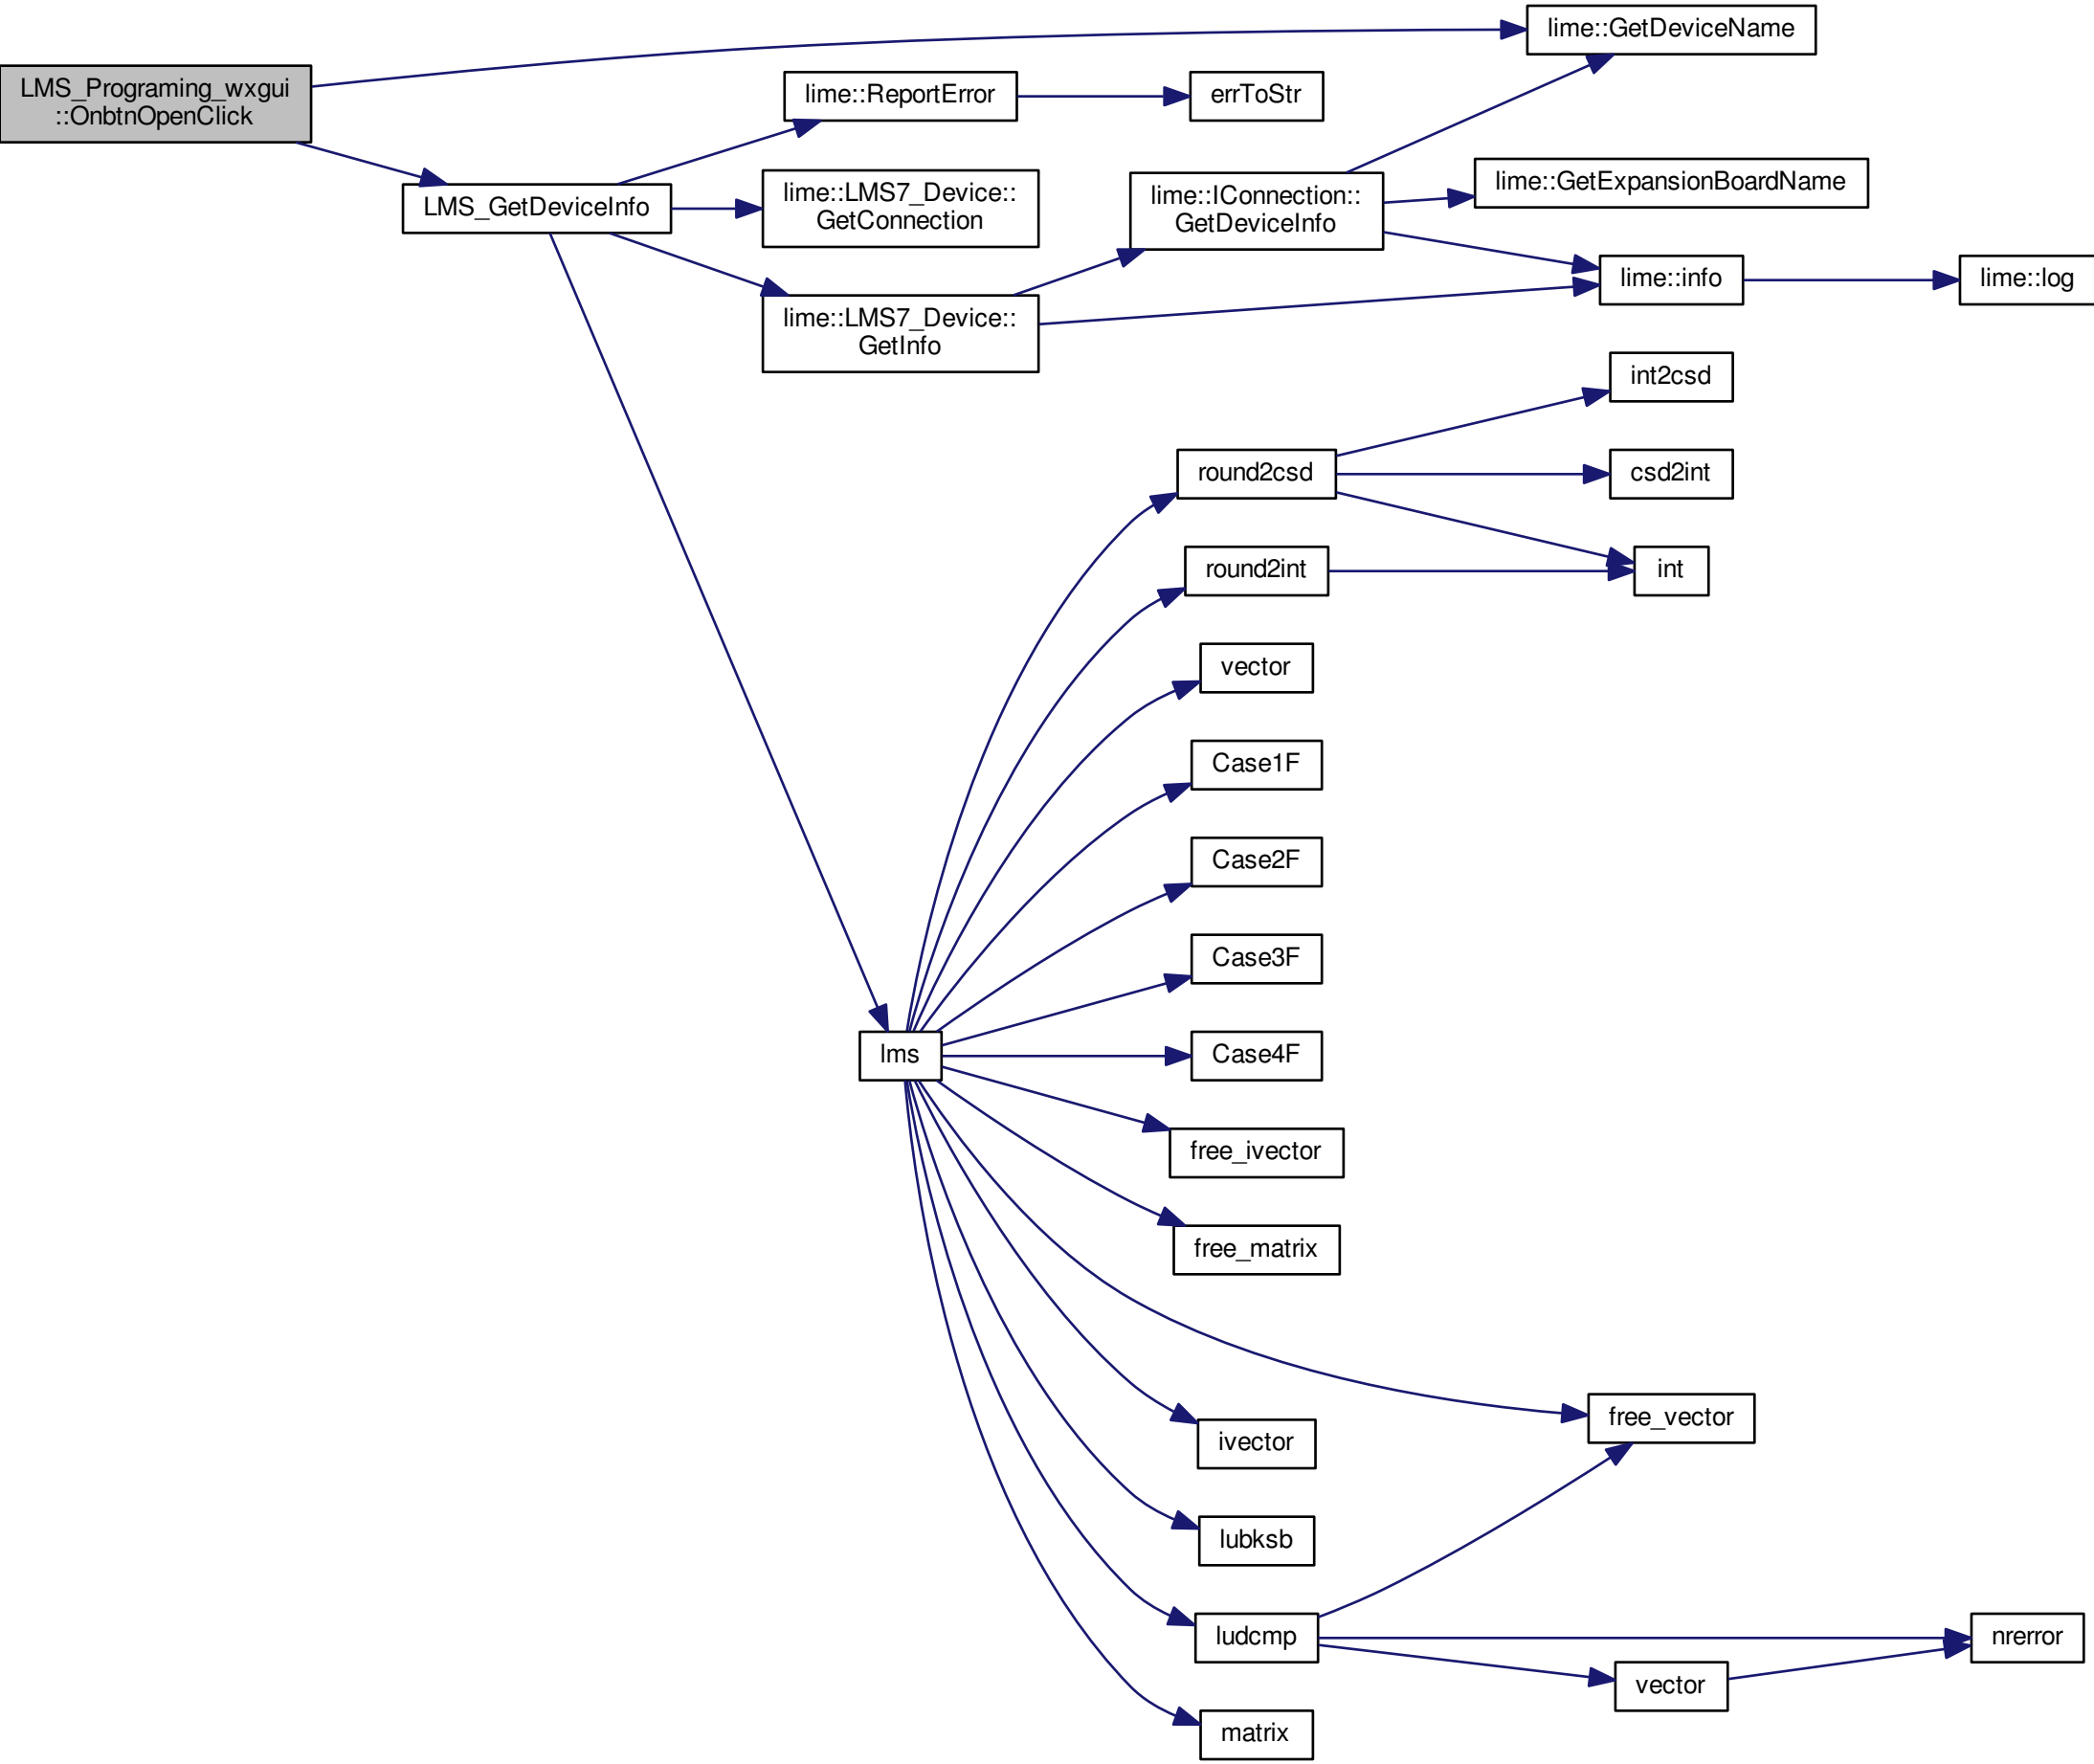 LMS_Programing_wxgui
::OnbtnOpenClick
lime::GetDeviceName
lime::ReportError
errToStr
LMS_GetDeviceInfo
lime::LMS7_Device::
GetConnection
lime::IConnection::
GetDeviceInfo
lime::GetExpansionBoardName
lime::info
lime::log
lime::LMS7_Device::
GetInfo
int2csd
round2csd
csd2int
round2int
int
vector
Case1F
Case2F
Case3F
lms
Case4F
free_ivector
free_matrix
free_vector
ivector
lubksb
ludcmp
nrerror
vector
matrix